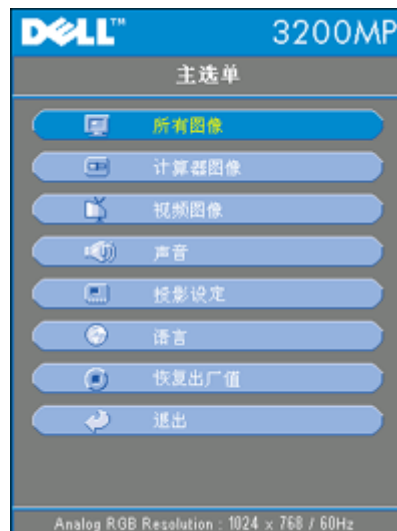 DELL™ 3200MP
主选单
所有图像
计算器图像
视频图像
声音
投影设定
语言
恢复出厂值
退出
Analog RGB Resolution : 1024 x 768 / 60Hz